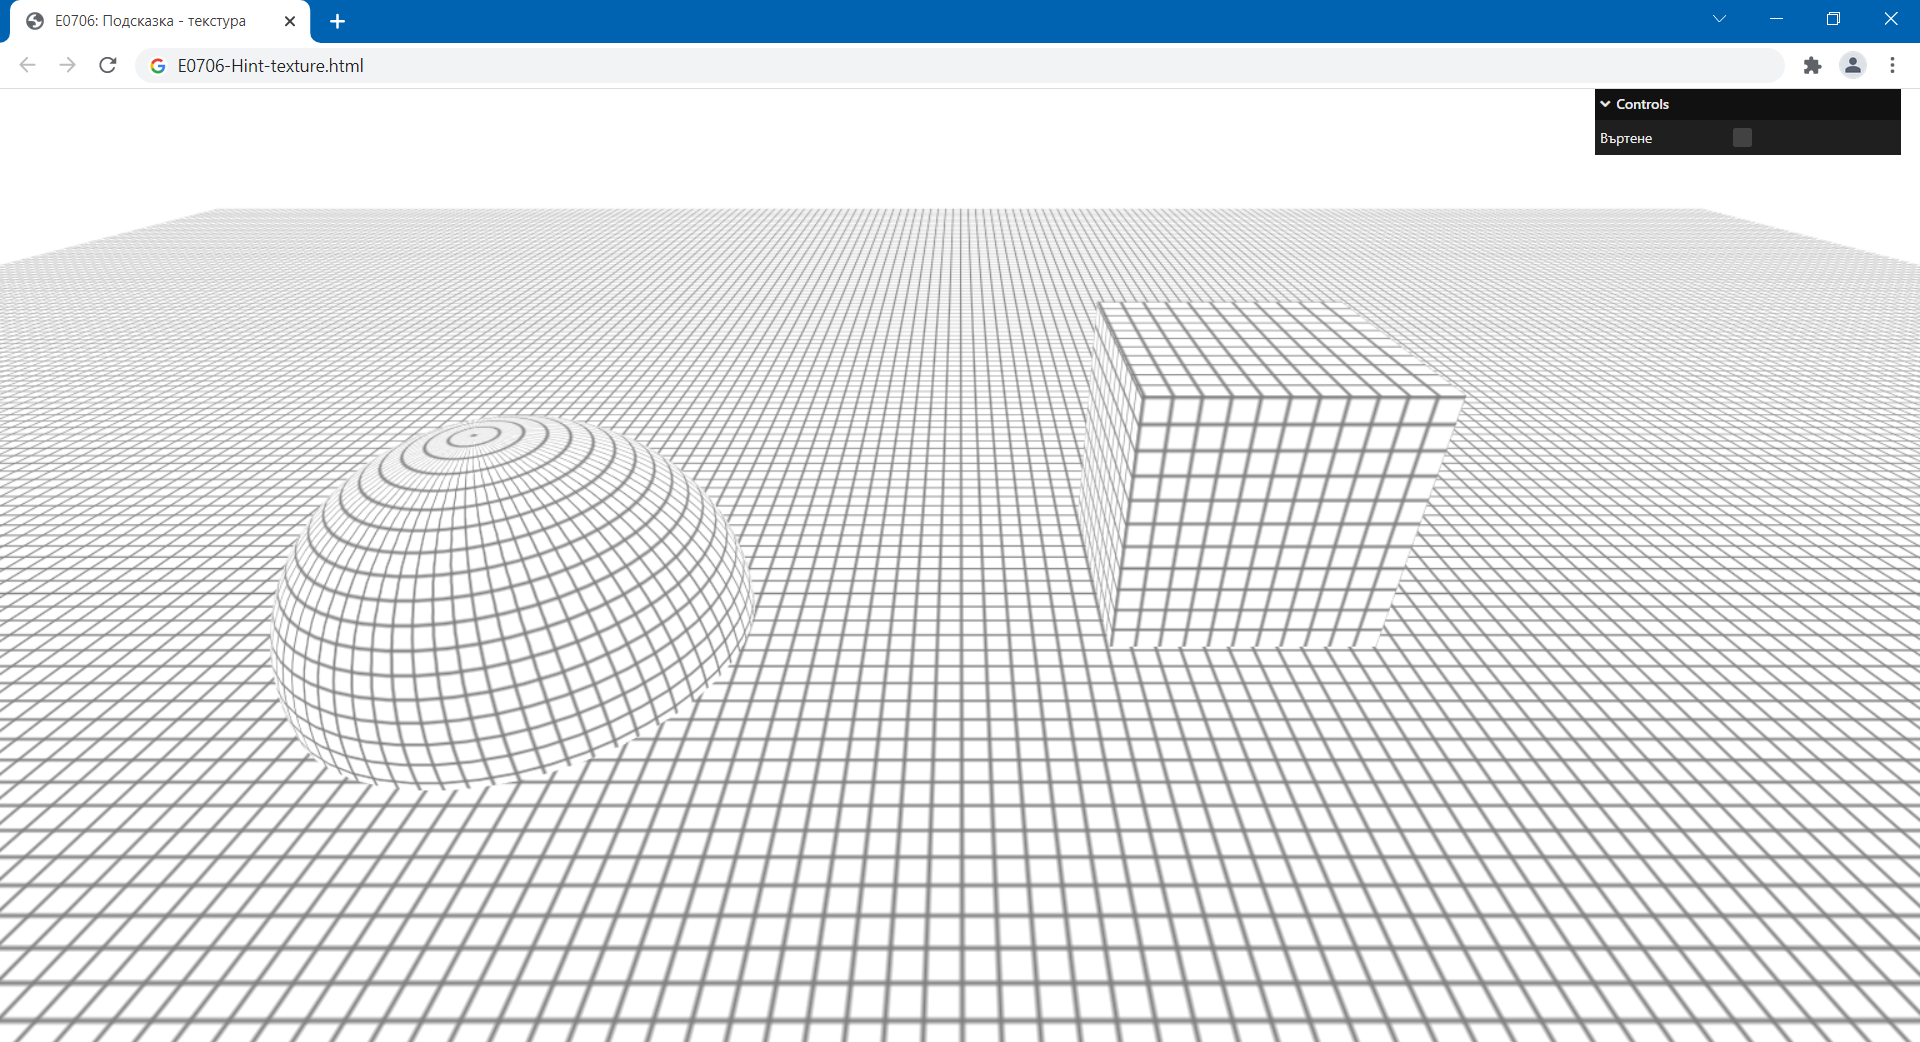 E0706: Подсказка - текстура
E0706-Hint-texture.html
Controls
Въртене